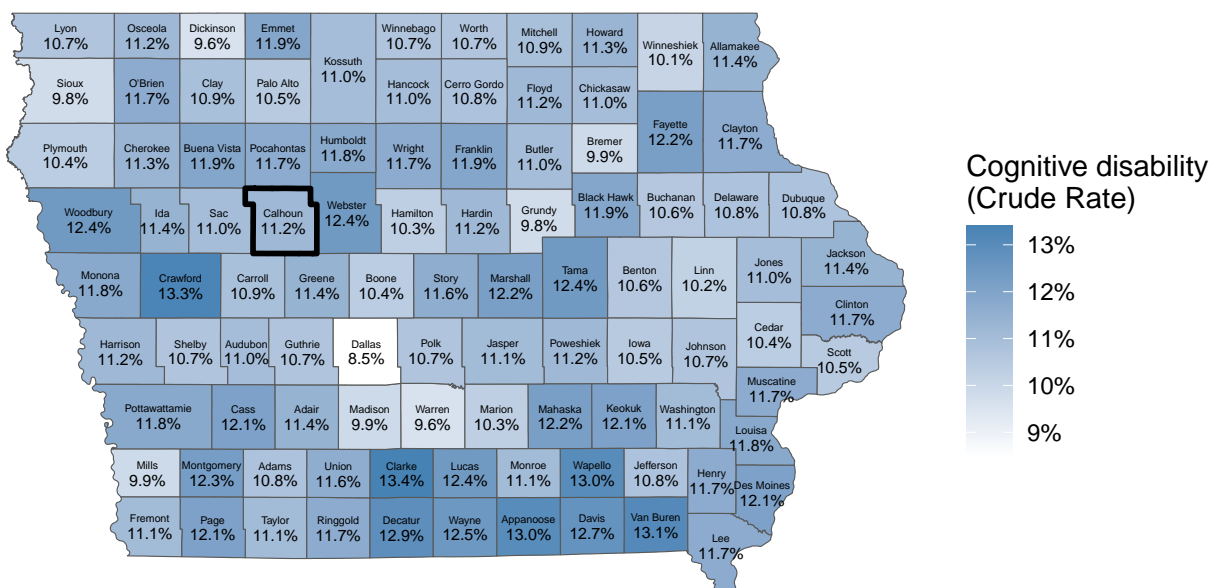 Lyon
10.7%
Osceola
11.2%
Dickinson
9.6%
Emmet
11.9%
Kossuth
11.0%
Winnebago
10.7%
Worth
10.7%
Mitchell
10.9%
Howard
11.3%
Winneshiek
10.1%
Allamakee
11.4%
Sioux
9.8%
O'Brien
11.7%
Clay
10.9%
Palo Alto
10.5%
Hancock
11.0%
Cerro Gordo
10.8%
Floyd
11.2%
Chickasaw
11.0%
Fayette
12.2%
Clayton
11.7%
Plymouth
10.4%
Cherokee
11.3%
Buena Vista
11.9%
Pocahontas
11.7%
Humboldt
11.8%
Wright
11.7%
Franklin
11.9%
Butler
11.0%
Bremer
9.9%
Woodbury
12.4%
Ida
11.4%
Sac
11.0%
Calhoun
11.2%
Webster
12.4%
Hamilton
10.3%
Hardin
11.2%
Grundy
9.8%
Black Hawk
11.9%
Buchanan
10.6%
Delaware
10.8%
Dubuque
10.8%
Monona
11.8%
Crawford
13.3%
Carroll
10.9%
Greene
11.4%
Boone
10.4%
Story
11.6%
Marshall
12.2%
Tama
12.4%
Benton
10.6%
Linn
10.2%
Jones
11.0%
Jackson
11.4%
Clinton
11.7%
Harrison
11.2%
Shelby
10.7%
Audubon
11.0%
Guthrie
10.7%
Dallas
8.5%
Polk
10.7%
Jasper
11.1%
Poweshiek
11.2%
Iowa
10.5%
Johnson
10.7%
Cedar
10.4%
Scott
10.5%
Muscatine
11.7%
Pottawattamie
11.8%
Cass
12.1%
Adair
11.4%
Madison
9.9%
Warren
9.6%
Marion
10.3%
Mahaska
12.2%
Keokuk
12.1%
Washington
11.1%
Louisa
11.8%
Mills
9.9%
Montgomery
12.3%
Adams
10.8%
Union
11.6%
Clarke
13.4%
Lucas
12.4%
Monroe
11.1%
Wapello
13.0%
Jefferson
10.8%
Henry
11.7%
Des Moines
12.1%
Fremont
11.1%
Page
12.1%
Taylor
11.1%
Ringgold
11.7%
Decatur
12.9%
Wayne
12.5%
Appanoose
13.0%
Davis
12.7%
Van Buren
13.1%
Lee
11.7%
Cognitive disability
(Crude Rate)
13%
12%
11%
10%
9%